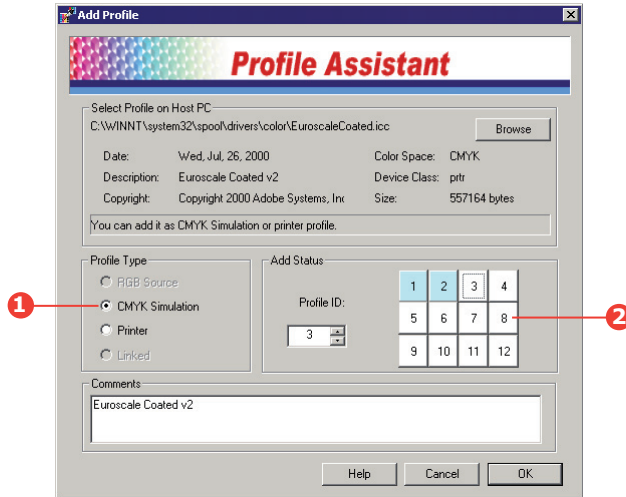 Add Profile
Profile Assistant
Select Profile on Host PC
C:\WINNT\system32\spool\drivers\color\EuroscaleCoated.icc
Browse
Date: Wed, Jul, 26, 2000 Color Space: CMYK
Description: Euroscale Coated v2 Device Class: prtr
Copyright: Copyright 2000 Adobe Systems, Inc Size: 557164 bytes
You can add it as CMYK Simulation or printer profile.
Profile Type
RGB Source
1
CMYK Simulation
Printer
Linked
Add Status
Profile ID:
3
1 2 3 4
5 6 7 8
9 10 11 12
2
Comments
Euroscale Coated v2
Help Cancel OK